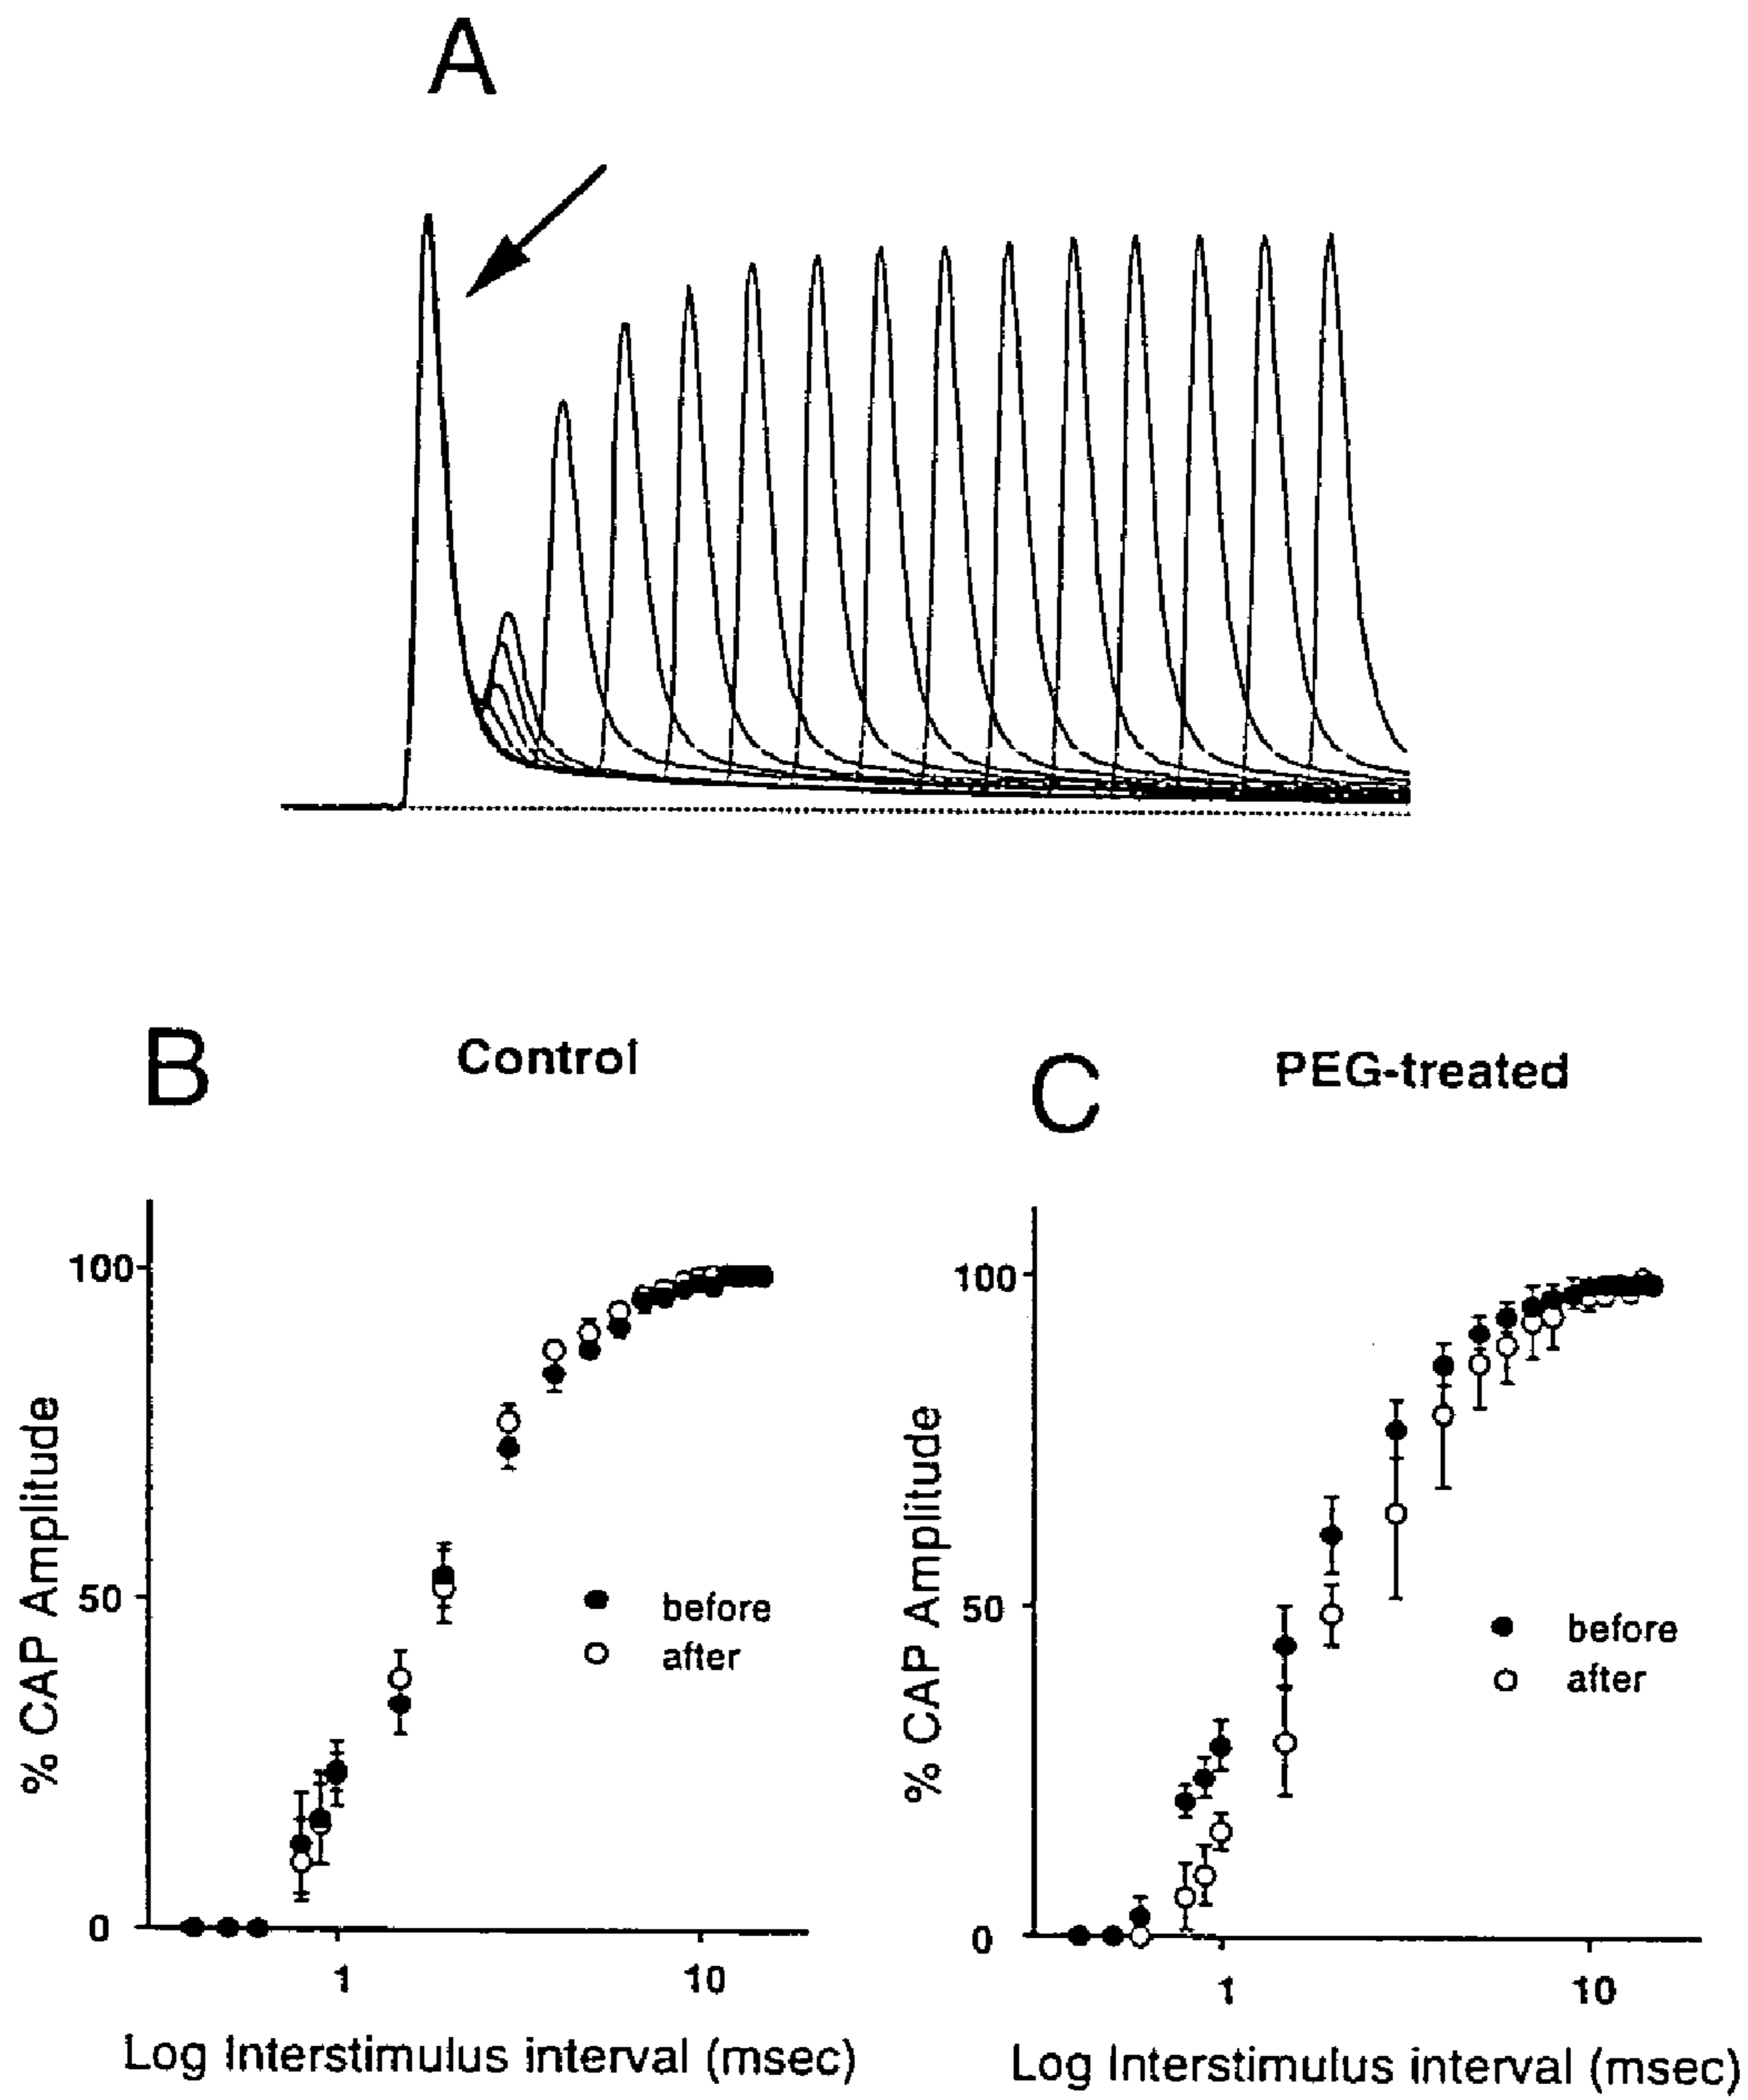 A
B
Control
C
PEG-treated
100
50
0
% CAP Amplitude
before
after
1
10
Log Interstimulus interval (msec)
100
50
0
% CAP Amplitude
before
after
1
10
Log Interstimulus interval (msec)